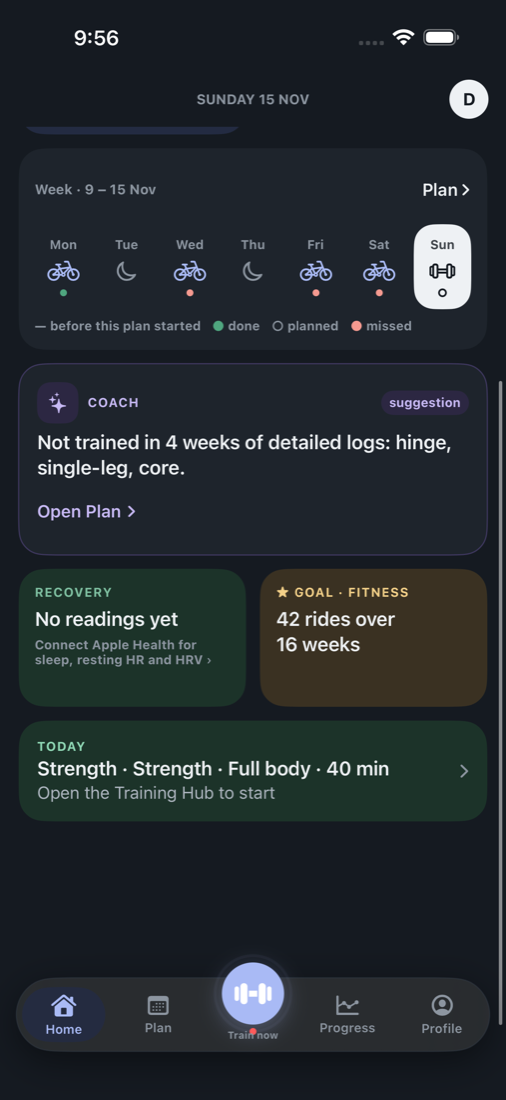 9:56
SUNDAY 15 NOV
D
Week · 9 – 15 Nov
Plan >
Mon Tue Wed Thu Fri Sat Sun
— before this plan started done planned missed
COACH
suggestion
Not trained in 4 weeks of detailed logs: hinge,
single-leg, core.
Open Plan >
RECOVERY
No readings yet
Connect Apple Health for
sleep, resting HR and HRV ›
★ GOAL · FITNESS
42 rides over
16 weeks
TODAY
Strength · Strength · Full body · 40 min
Open the Training Hub to start
Home
Plan
Train now
Progress
Profile